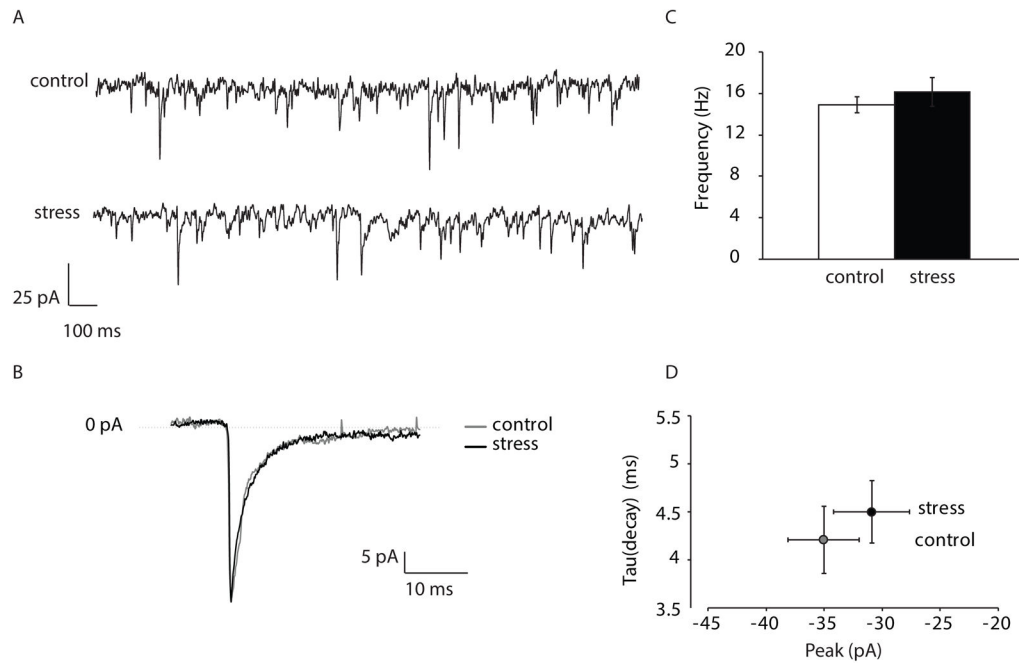 A
control
stress
25 pA
100 ms
B
0 pA
control
stress
5 pA
10 ms
C
Frequency (Hz)
20
16
12
8
4
0
control
stress
D
Tau(decay) (ms)
5.5
5
4.5
4
3.5
stress
control
-45 -40 -35 -30 -25 -20
Peak (pA)